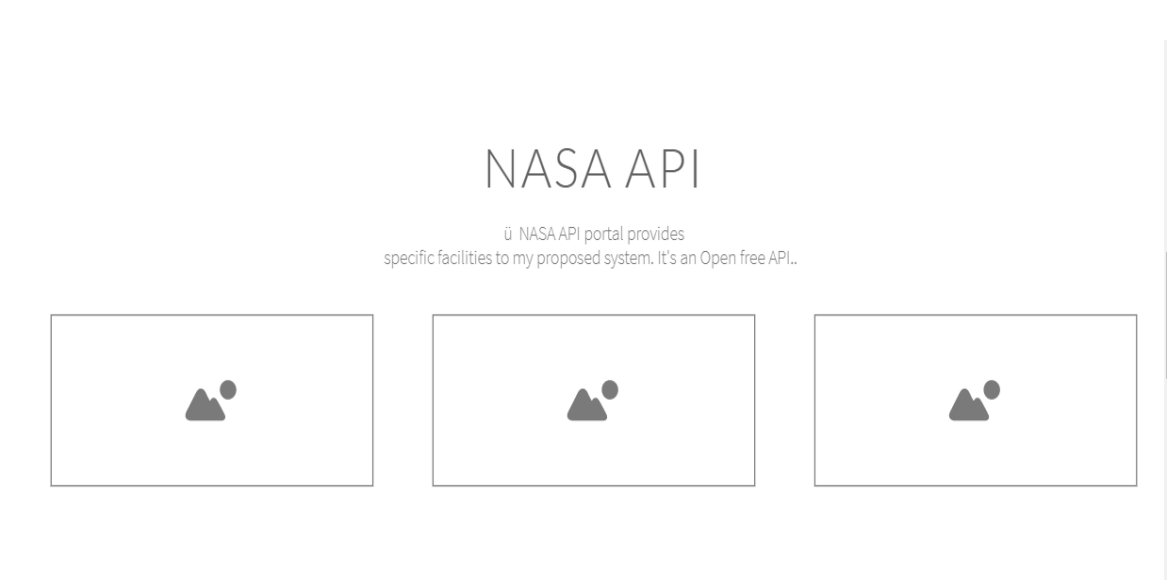 NASA API
ü NASA API portal provides
specific facilities to my proposed system. It's an Open free API..